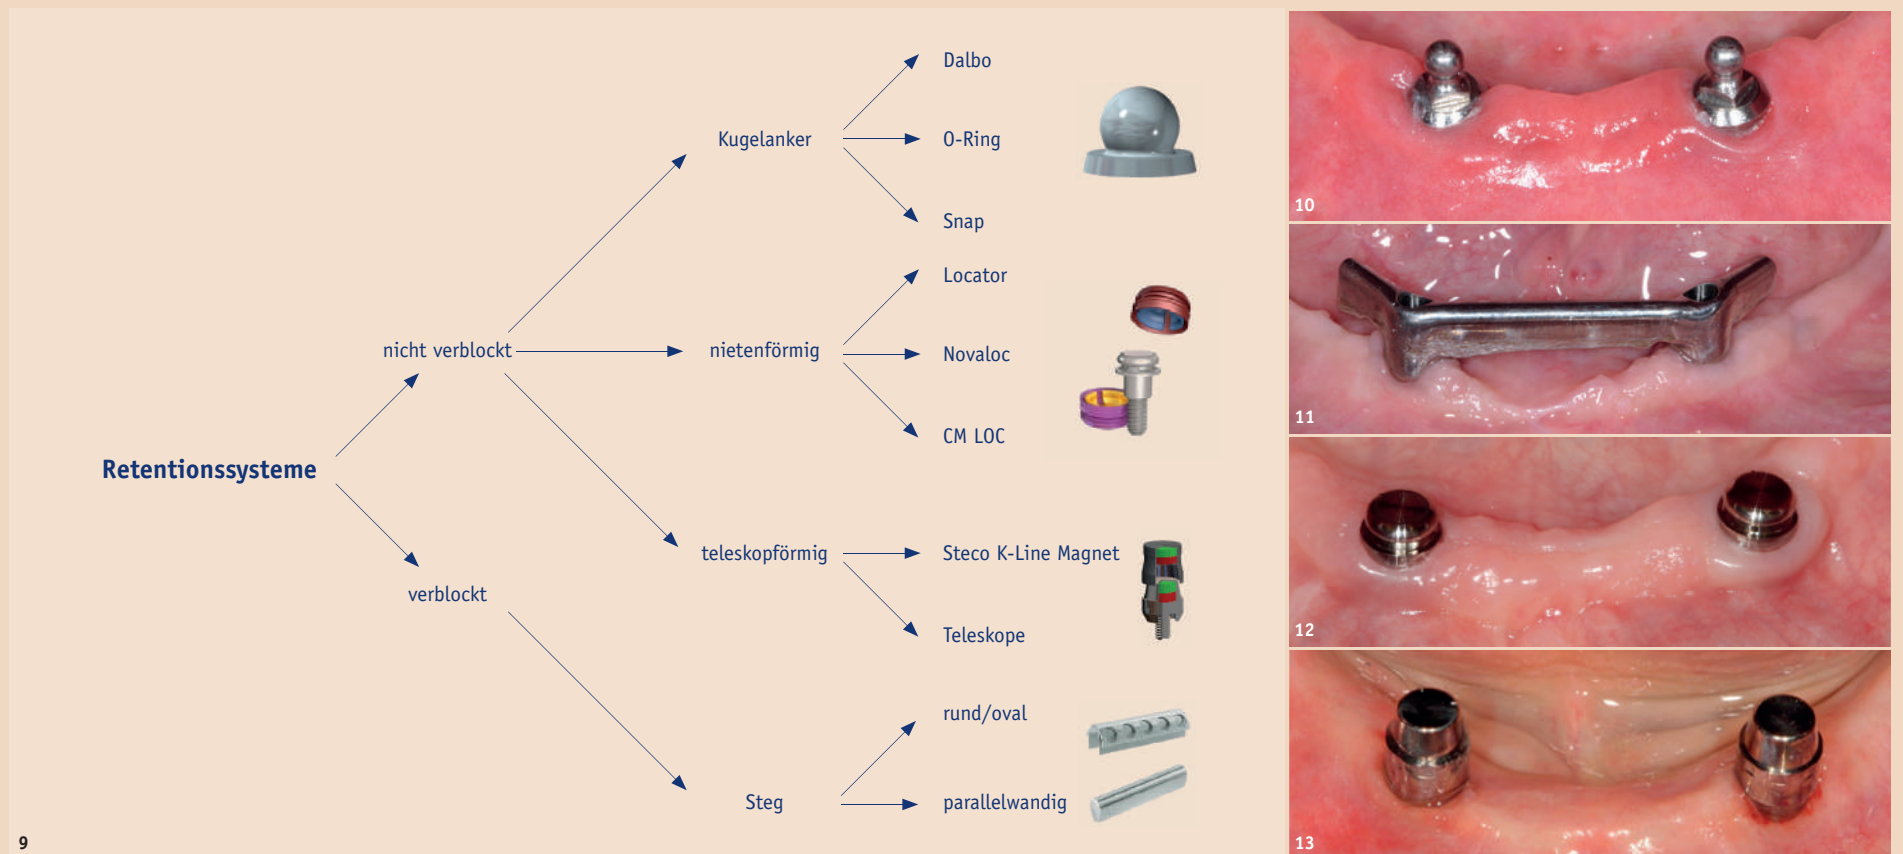 Retentionssysteme
nicht verblockt
verblockt
Kugelanker
nietenförmig
teleskopförmig
Steg
Dalbo
O-Ring
Snap
Locator
Novaloc
CM LOC
Steco K-Line Magnet
Teleskope
rund/oval
parallelwandig
9
10
11
12
13